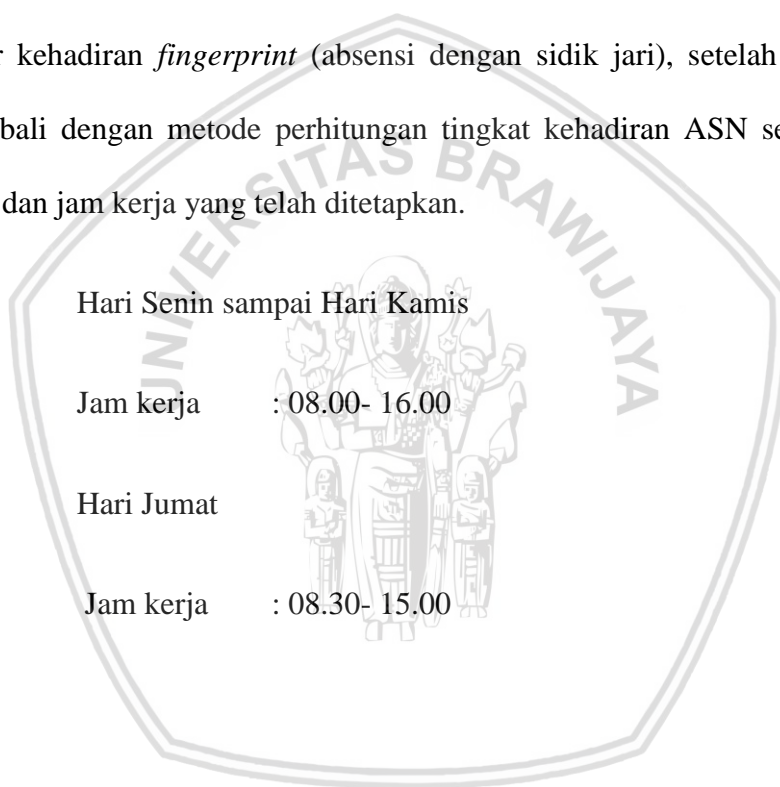 kehadiran fingerprint (absensi dengan sidik jari), setelah
bali dengan metode perhitungan tingkat kehadiran ASN se
dan jam kerja yang telah ditetapkan.
UNIVERSITAS BRAWIJAYA
Hari Senin sampai Hari Kamis
Jam kerja : 08.00- 16.00
Hari Jumat
Jam kerja : 08.30- 15.00